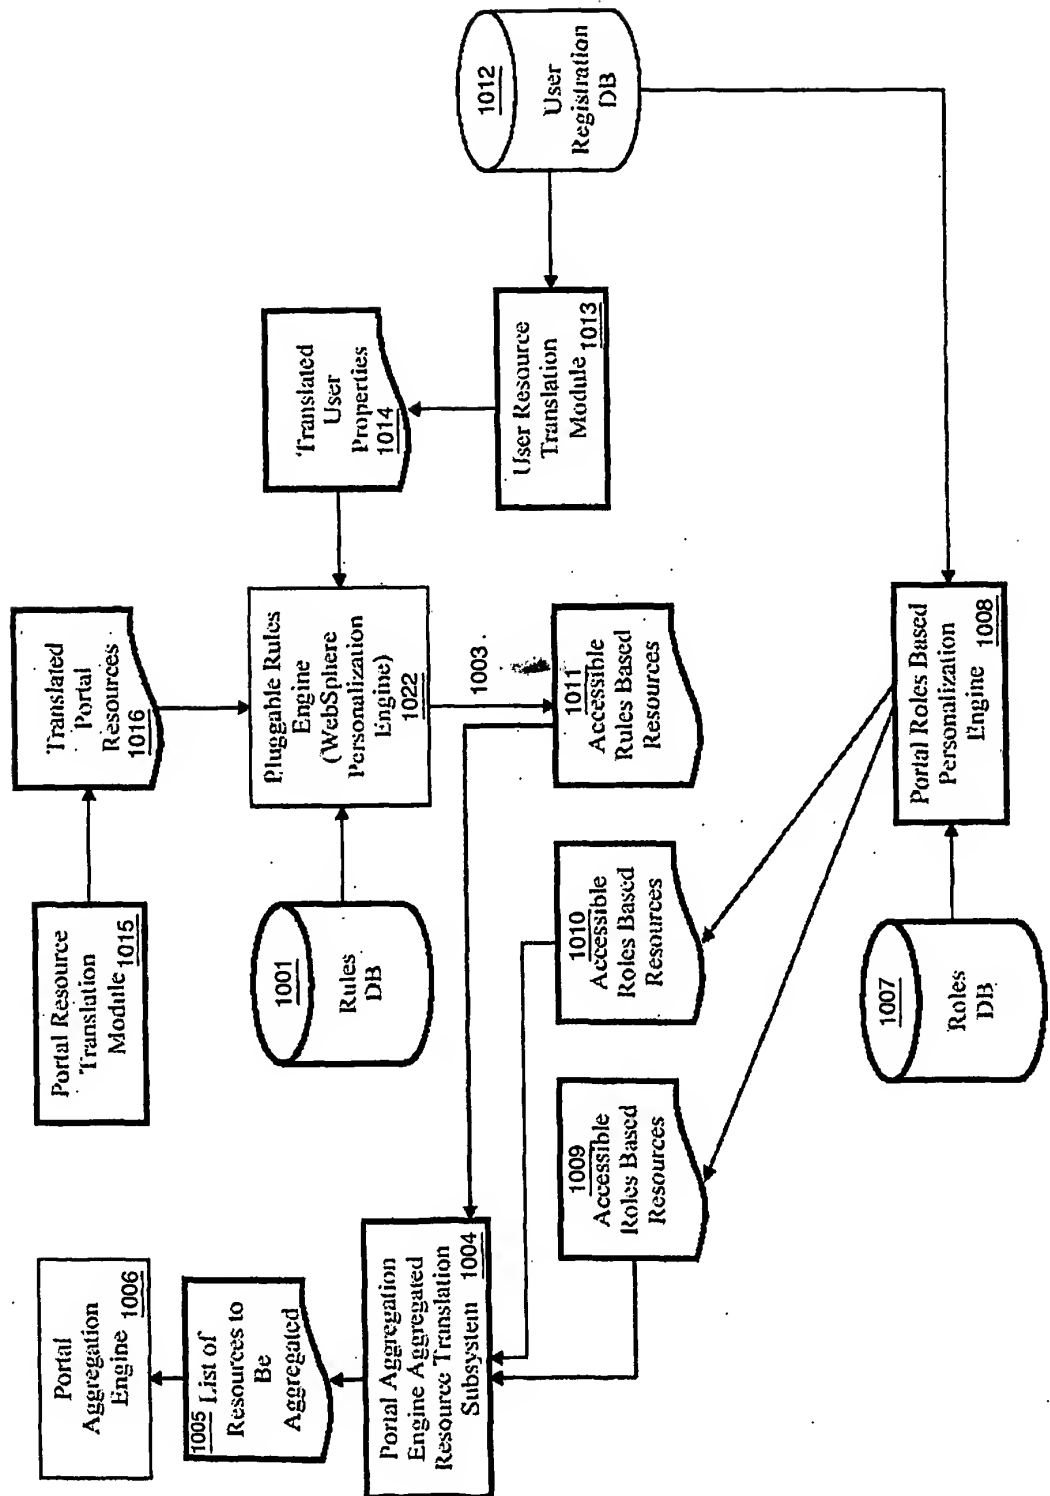 Portal
Aggregation
Engine 1006
1005 List of
Resources to
Be
Aggregated
Portal Aggregation
Engine Aggregated
Resource Translation
Subsystem 1004
Portal Resource
Translation
Module 1015
Translated
Portal
Resources
1016
1001
Rules
DB
Pluggable Rules
Engine
(WebSphere
Personalization
Engine)
1022
Translated
User
Properties
1014
1003.
1009
Accessible
Roles Based
Resources
1010
Accessible
Roles Based
Resources
1011
Accessible
Rules Based
Resources
User Resource
Translation
Module 1013
1012
User
Registration
DB
1007
Roles
DB
Portal Roles Based
Personalization
Engine 1008